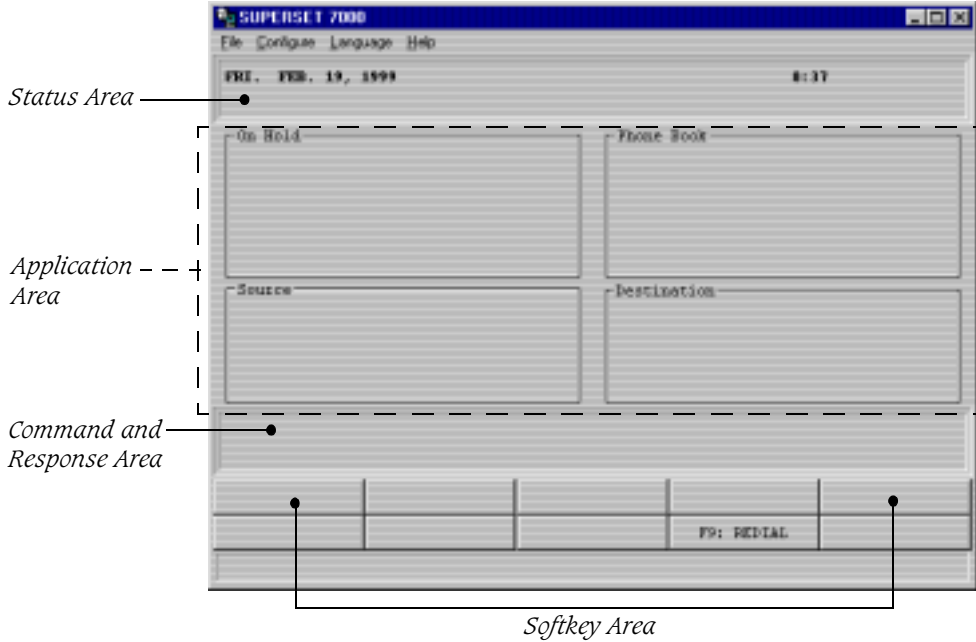 SUPERSET 7000
File Configure Language Help
FRI. FEB. 19, 1999 8:37
Status Area
On Hold Phone Book
Application
Area
Source Destination
Command and
Response Area
F9: REDIAL
Softkey Area